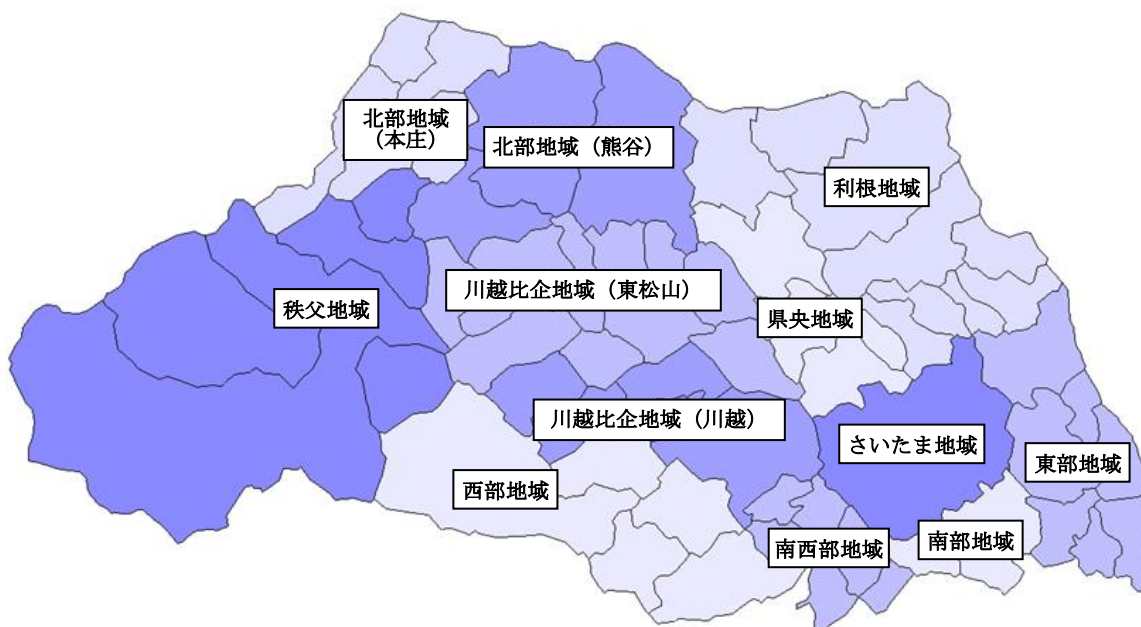 北部地域
（本庄）
北部地域（熊谷）
利根地域
川越比企地域（東松山）
秩父地域
県央地域
川越比企地域（川越）
さいたま地域
東部地域
西部地域
南西部地域
南部地域